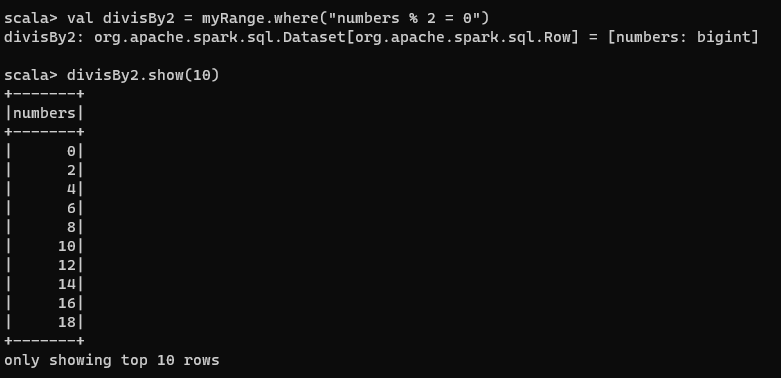 scala> val divisBy2 = myRange.where("numbers % 2 = 0")
divisBy2: org.apache.spark.sql.Dataset[org.apache.spark.sql.Row] = [numbers: bigint]
scala> divisBy2.show(10)
+-------+
|numbers|
+-------+
|      0|
|      2|
|      4|
|      6|
|      8|
|     10|
|     12|
|     14|
|     16|
|     18|
+-------+
only showing top 10 rows